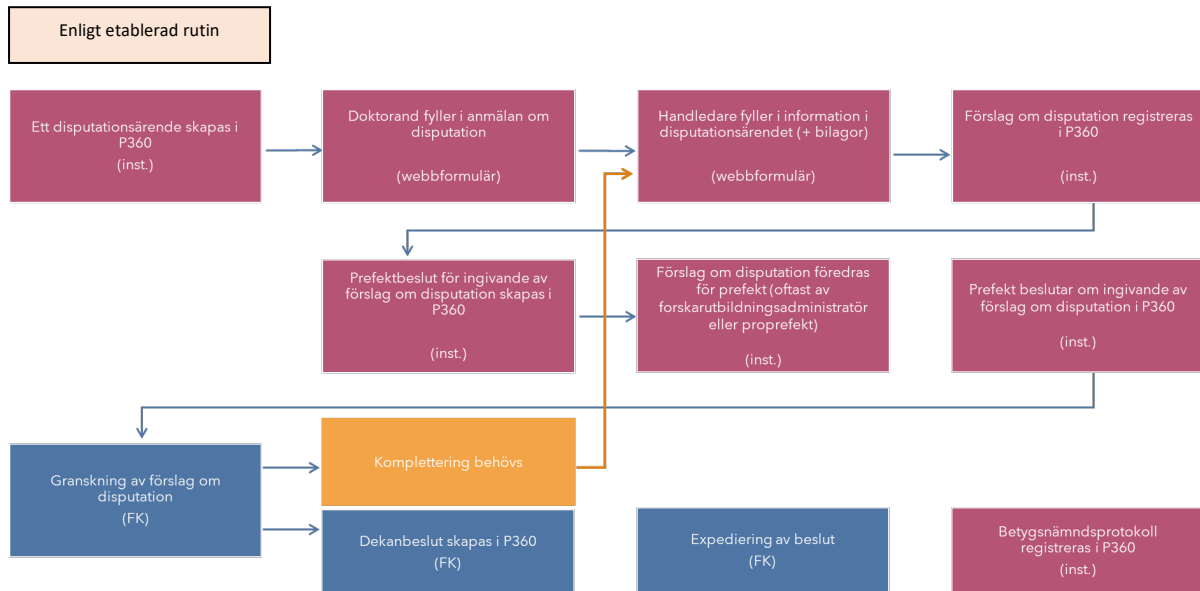 Enligt etablerad rutin
Ett disputationsärende skapas i
P360
(inst.)
Doktorand fyller i anmälan om
disputation
(webbformulär)
Handledare fyller in information i
disputationsärendet (+ bilagor)
(webbformulär)
Förslag om disputation registreras
i P360
(inst.)
Prefektbeslut för ingivande av
förslag om disputation skapas i
P360
(inst.)
Förslag om disputation föredras
för prefekt (oftast av
forskarutbildningsadministratör
eller proprefekt)
(inst.)
Prefekt beslutar om ingivande av
förslag om disputation i P360
(inst.)
Granskning av förslag om
disputation
(FK)
Komplettering behövs
Dekanbeslut skapas i P360
(FK)
Expediering av beslut
(FK)
Betygsnämndsprotokoll
registreras i P360
(inst.)